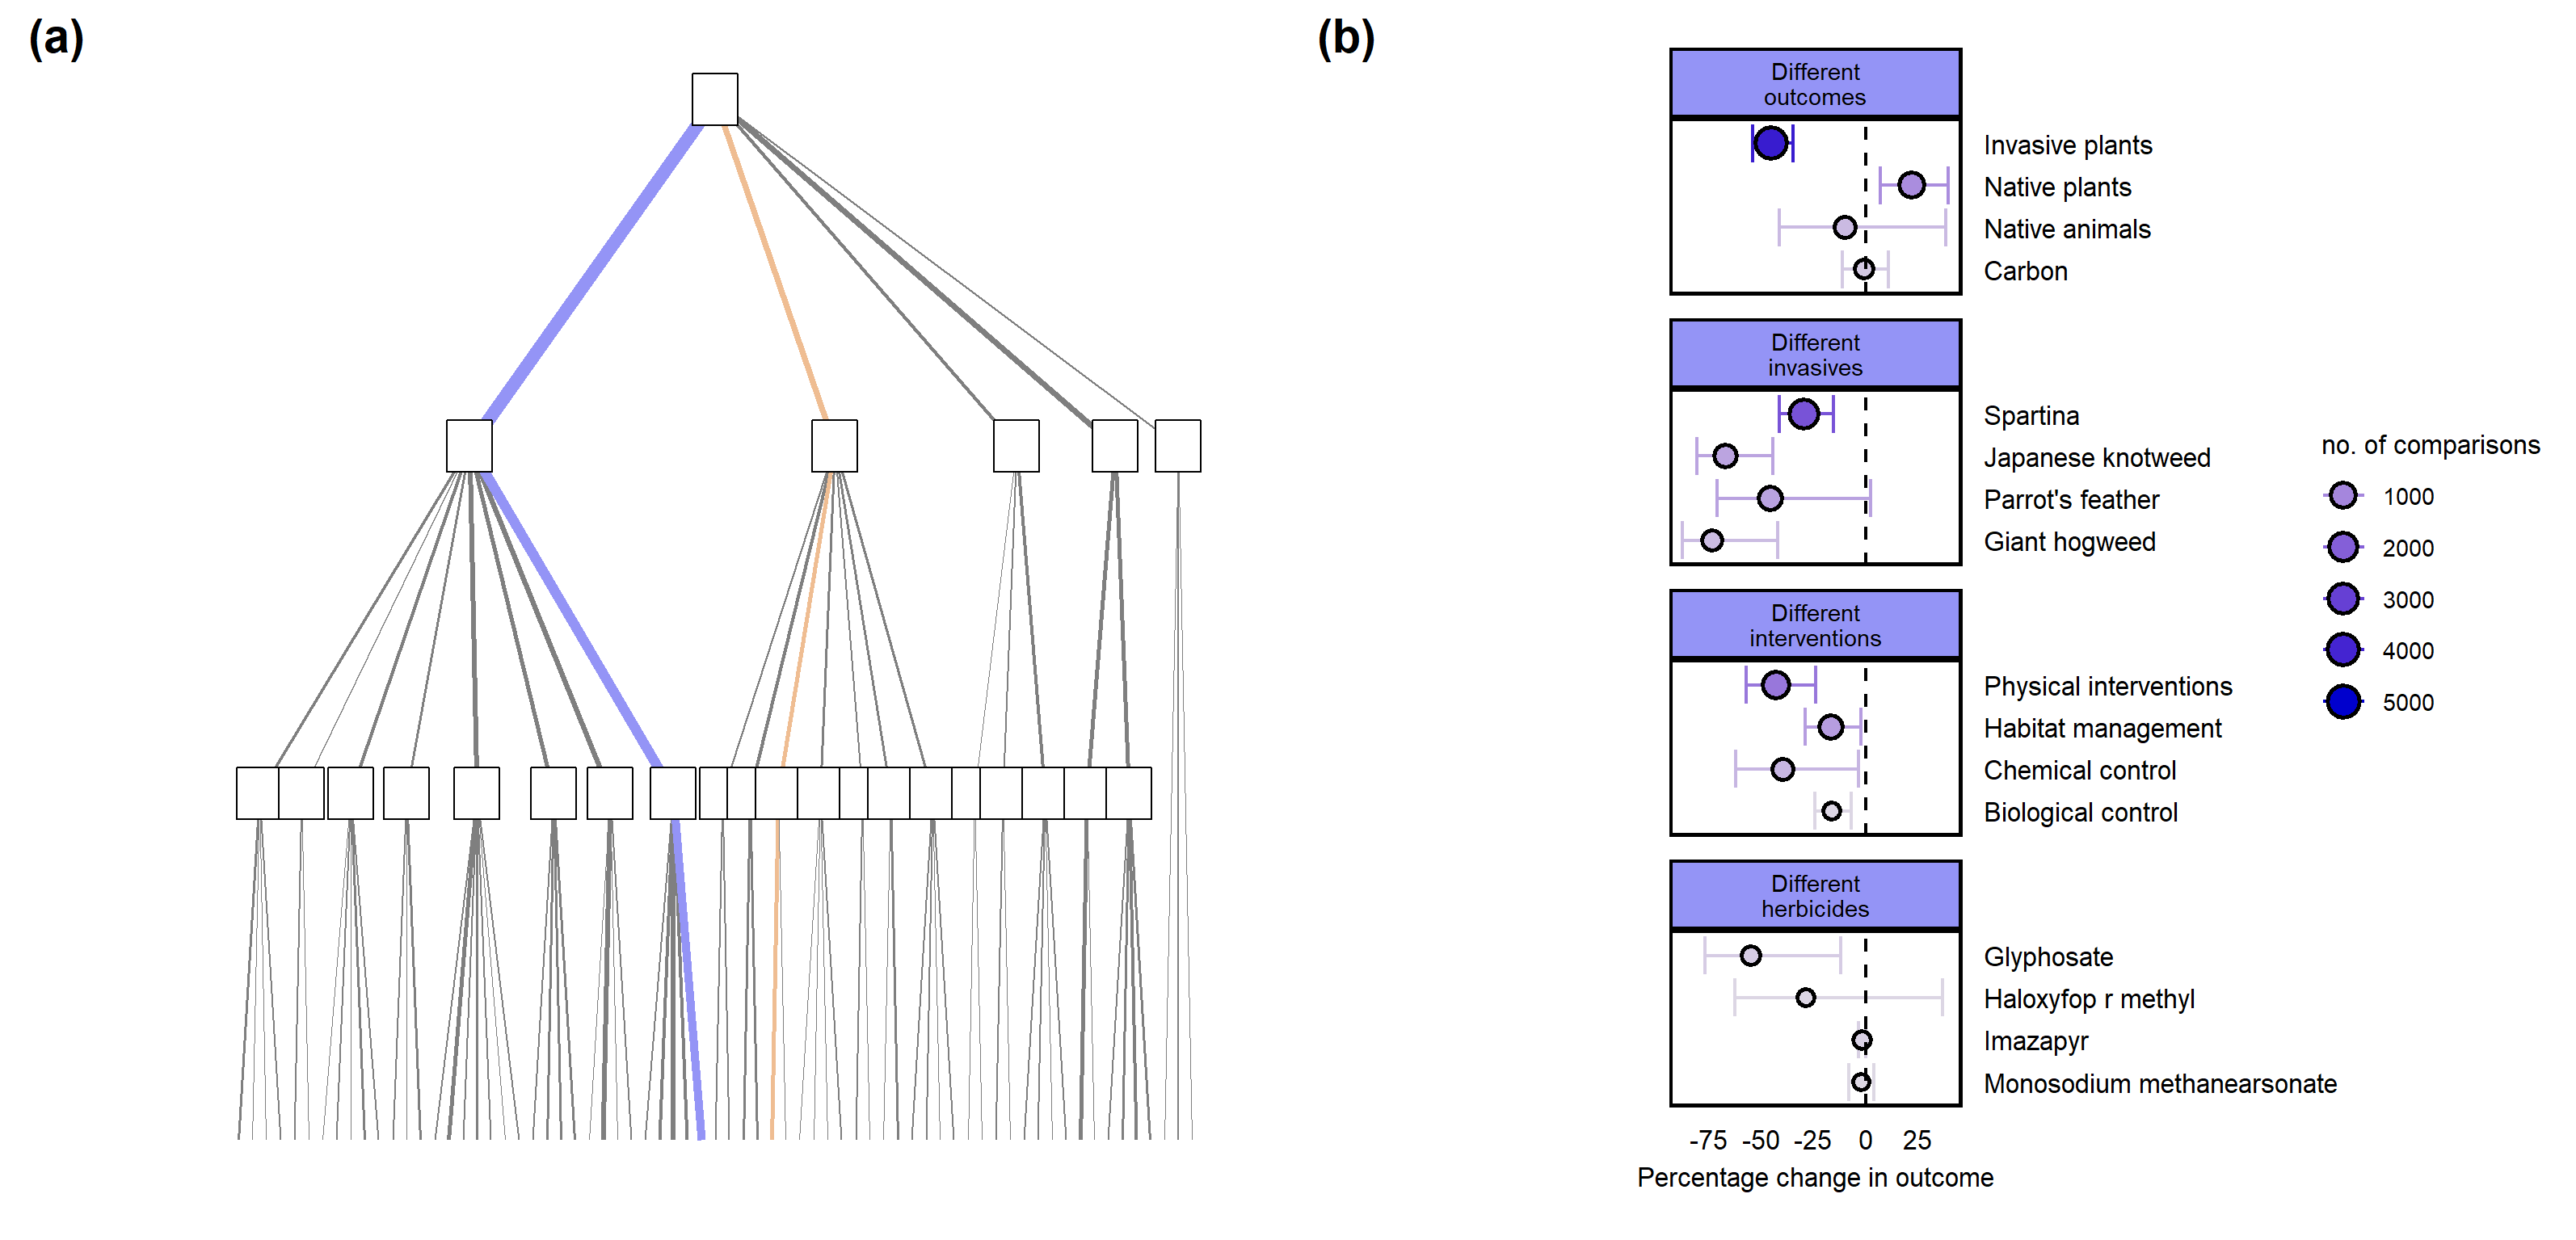 (a)
(b)
Different
outcomes
Invasive plants
Native plants
Native animals
Carbon
Different
invasives
Spartina
Japanese knotweed
Parrot's feather
Giant hogweed
Different
interventions
Physical interventions
Habitat management
Chemical control
Biological control
Different
herbicides
Glyphosate
Haloxyfop r methyl
Imazapyr
Monosodium methanearsonate
-75 -50 -25 0 25
Percentage change in outcome
no. of comparisons
1000
2000
3000
4000
5000